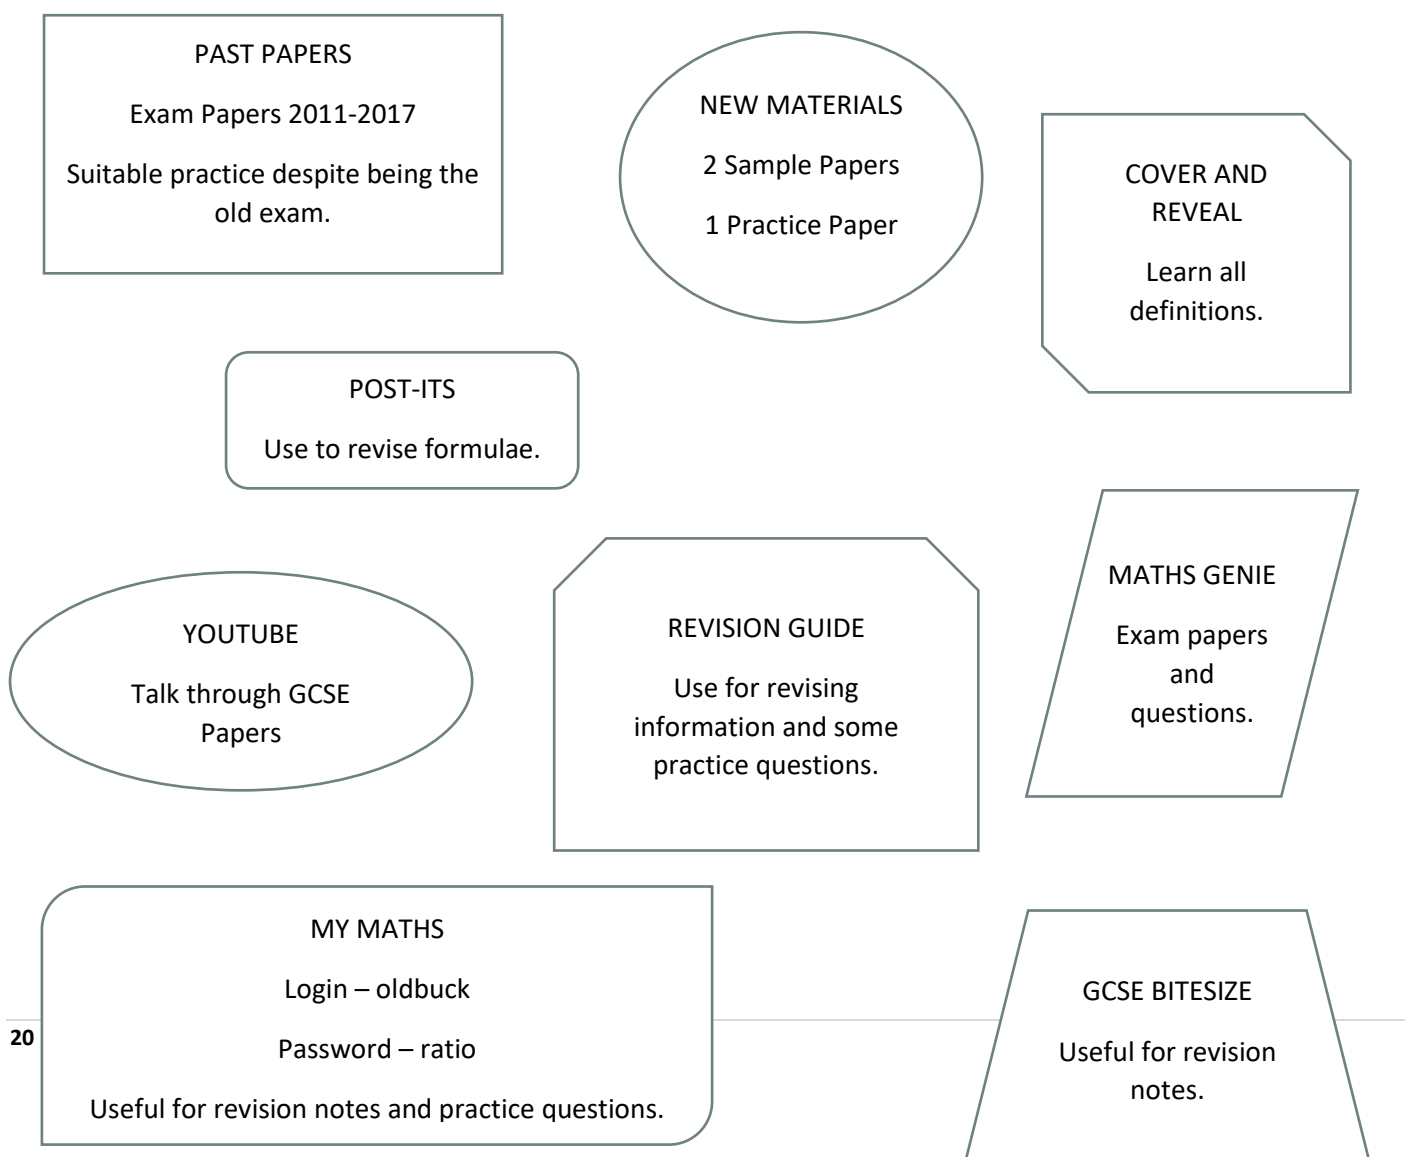 PAST PAPERS
Exam Papers 2011-2017
Suitable practice despite being the
old exam.
NEW MATERIALS
2 Sample Papers
1 Practice Paper
COVER AND
REVEAL
Learn all
definitions.
POST-ITS
Use to revise formulae.
YOUTUBE
Talk through GCSE
Papers
REVISION GUIDE
Use for revising
information and some
practice questions.
MATHS GENIE
Exam papers
and
questions.
MY MATHS
Login – oldbuck
Password – ratio
Useful for revision notes and practice questions.
GCSE BITESIZE
Useful for revision
notes.
20